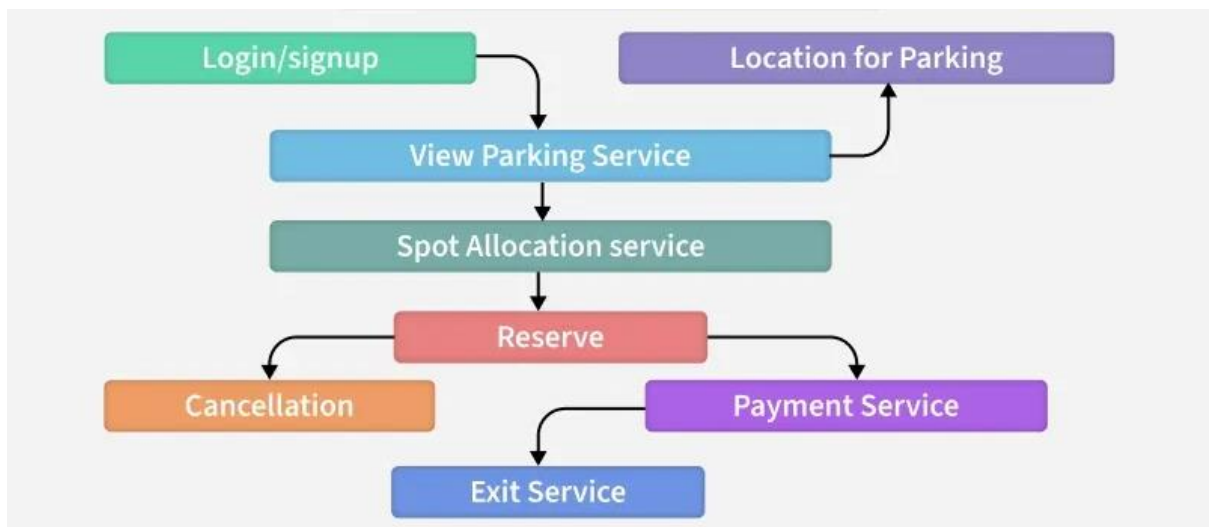 Login/signup
Location for Parking
View Parking Service
Spot Allocation service
Reserve
Cancellation
Payment Service
Exit Service